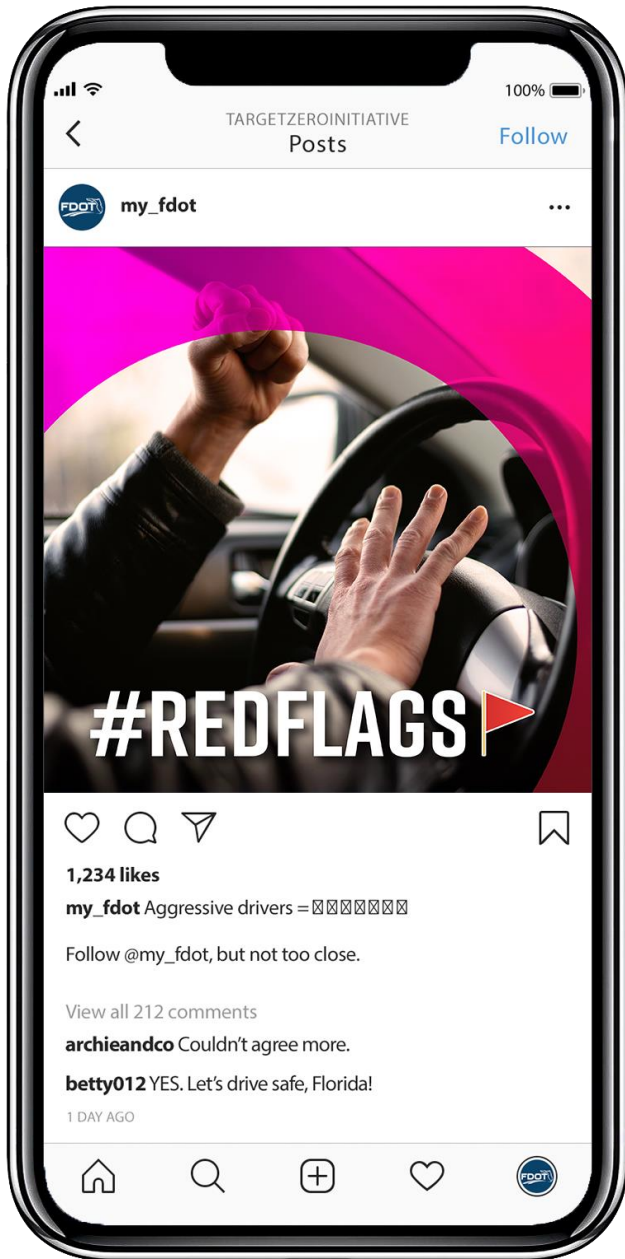 100%
TARGETZEROINITIATIVE
Posts
Follow
FDOT
my_fdot
#REDFLAGS
1,234 likes
my_fdot Aggressive drivers =
Follow @my_fdot, but not too close.
View all 212 comments
archieandco Couldn't agree more.
betty012 YES. Let's drive safe, Florida!
1 DAY AGO
FDOT